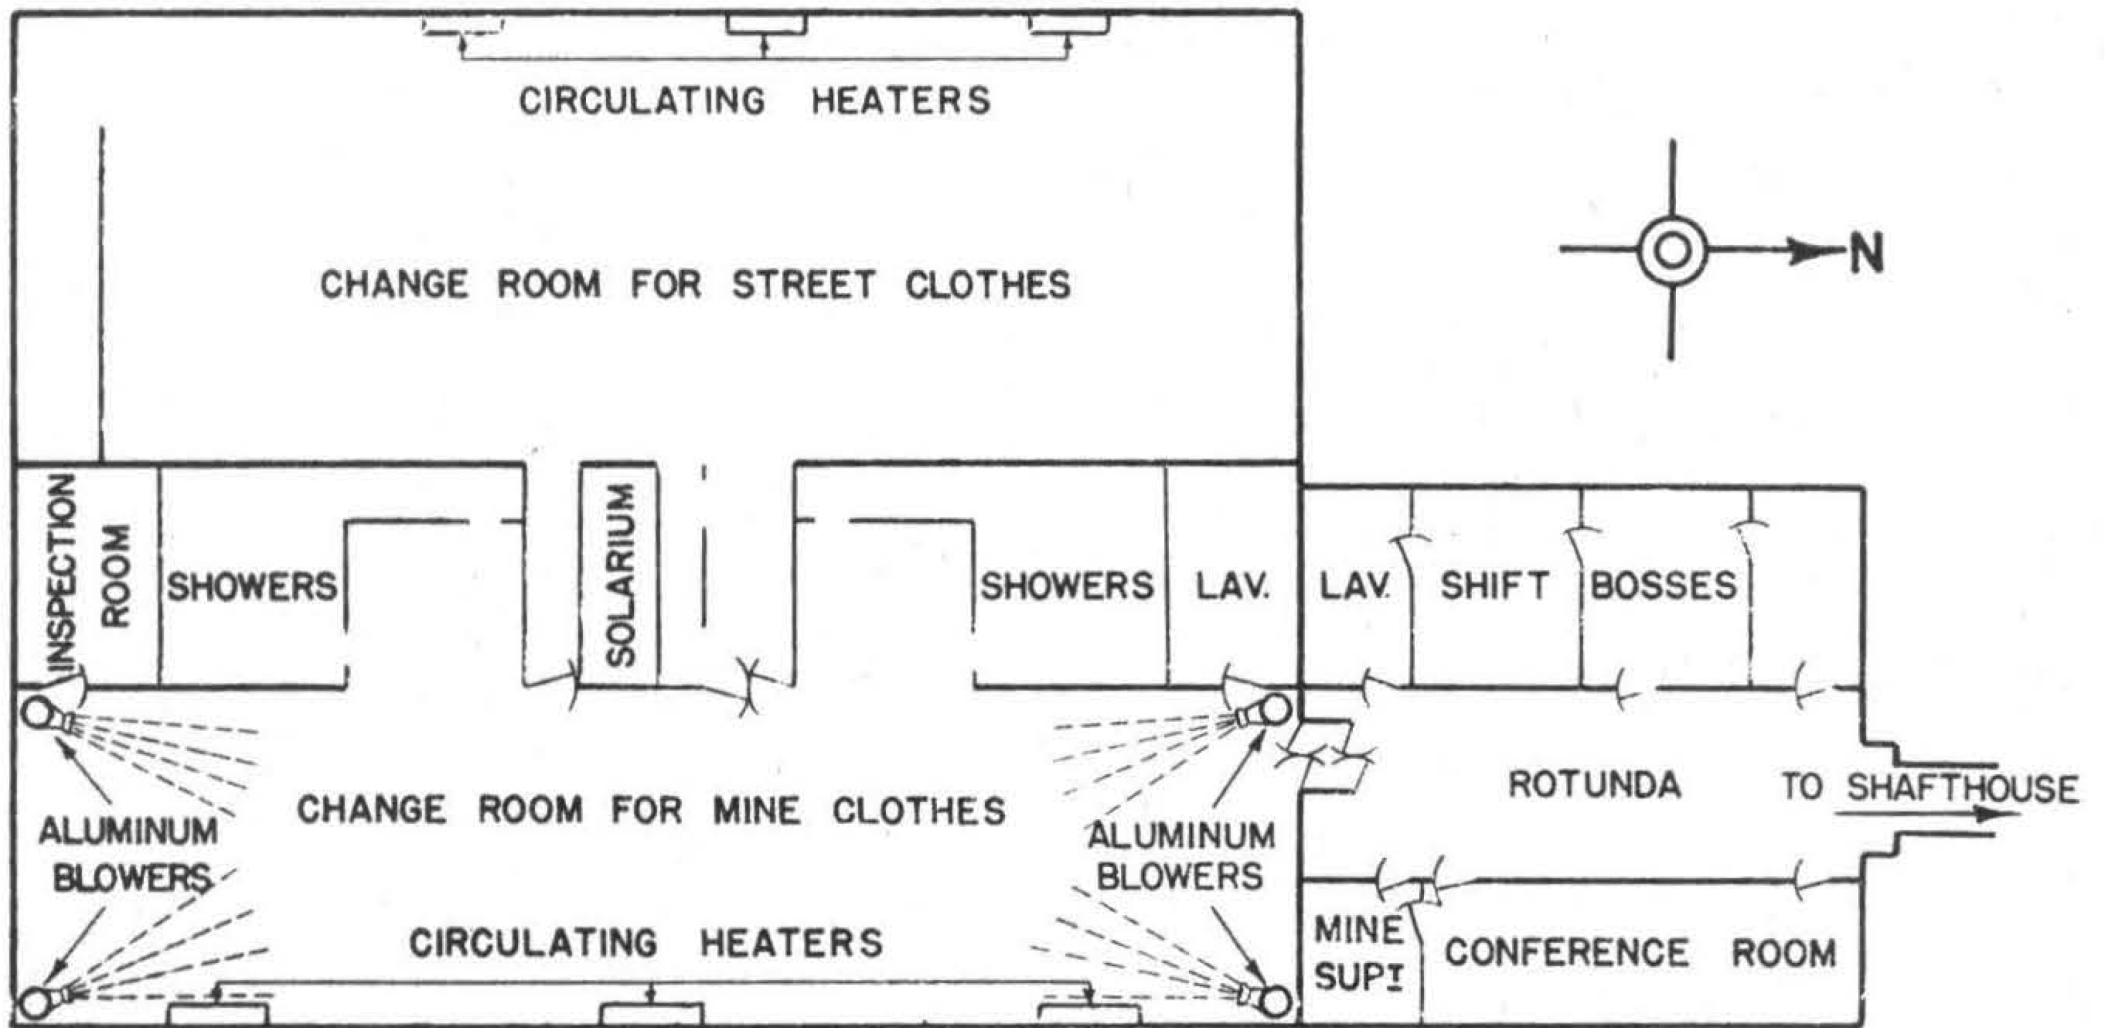 CIRCULATING HEATERS
CHANGE ROOM FOR STREET CLOTHES
N
INSPECTION
ROOM
SHOWERS
SOLARIUM
SHOWERS
LAV.
LAV.
SHIFT
BOSSES
CHANGE ROOM FOR MINE CLOTHES
ROTUNDA
TO SHAFTHOUSE
ALUMINUM
BLOWERS
ALUMINUM
BLOWERS
CIRCULATING HEATERS
MINE
SUPT
CONFERENCE ROOM